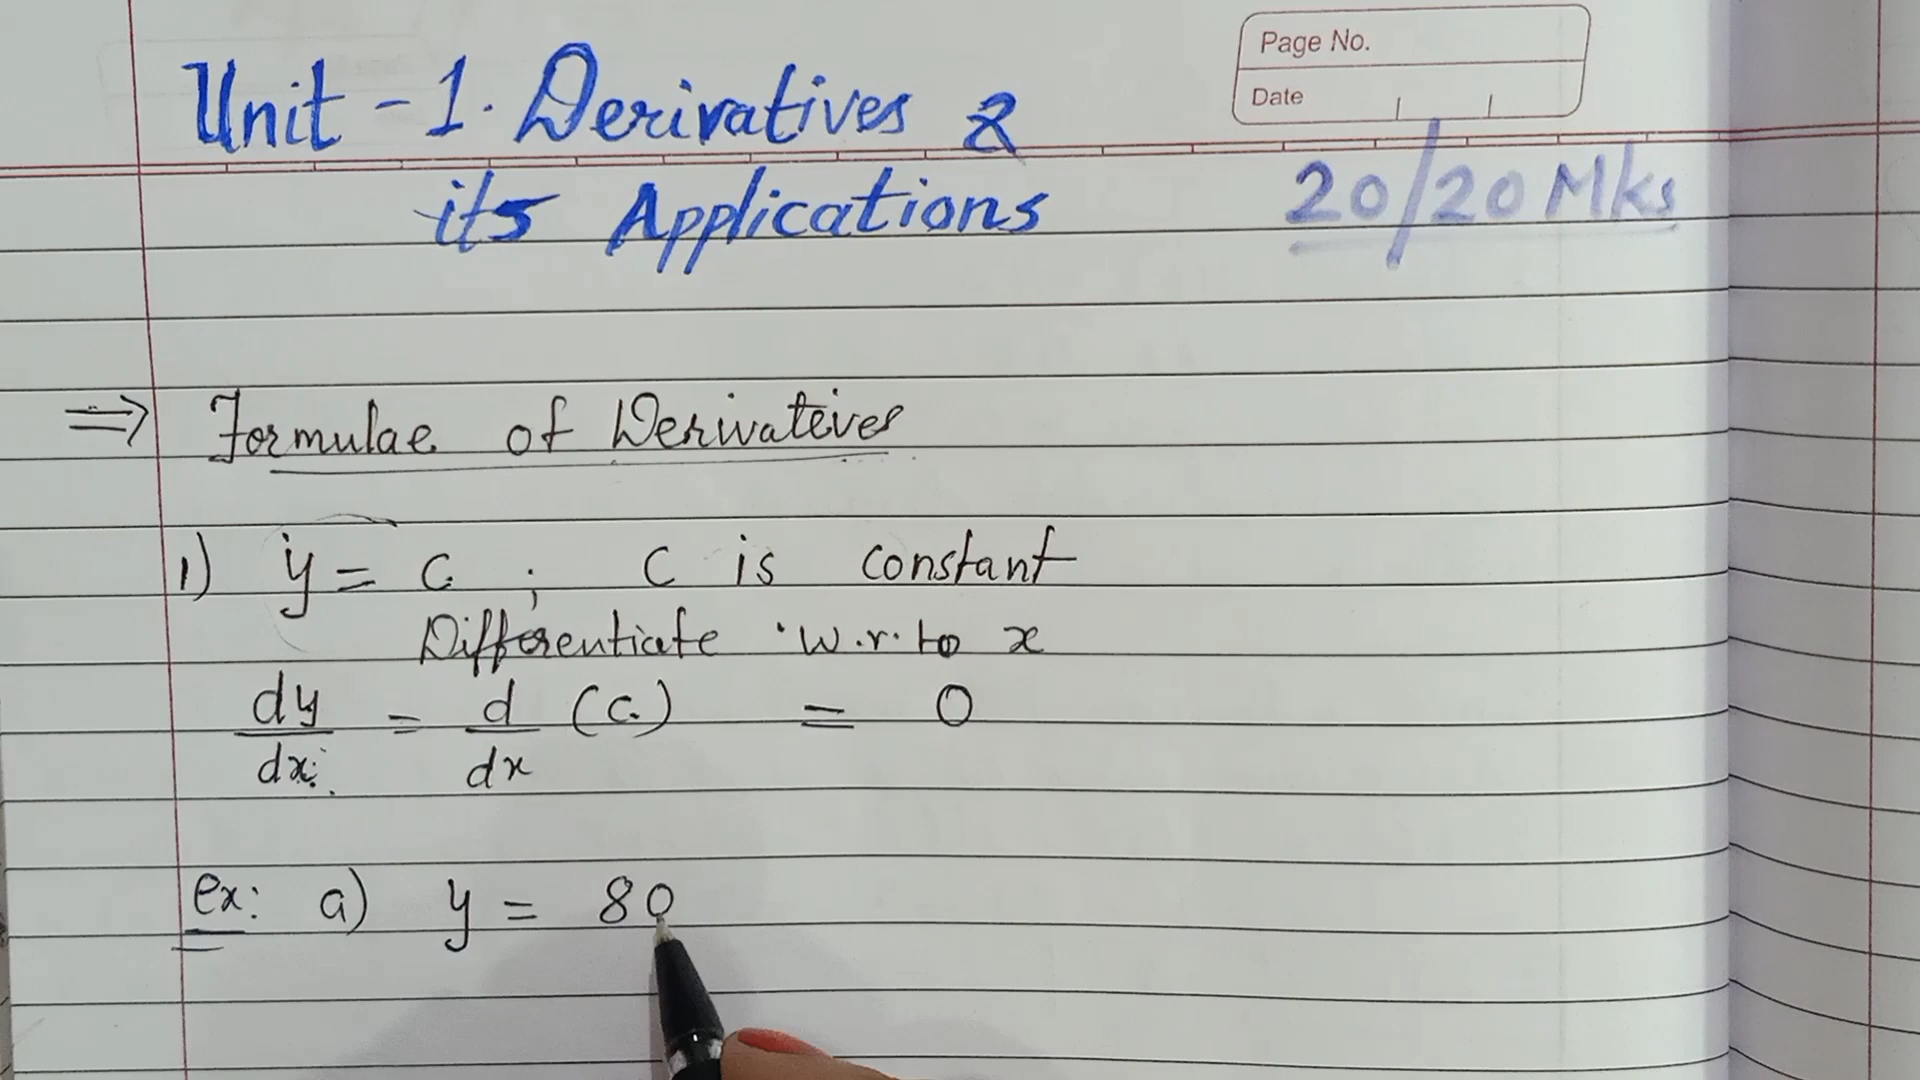 Page No.
Date
Unit - 1. Derivatives &
its Applications
20/20 Mks
⇒ Formulae of Derivatives
1) y = c ; C is constant
Differentiate w.r. to x
dy/dx = d/dx (c) = 0
ex: a) y = 80